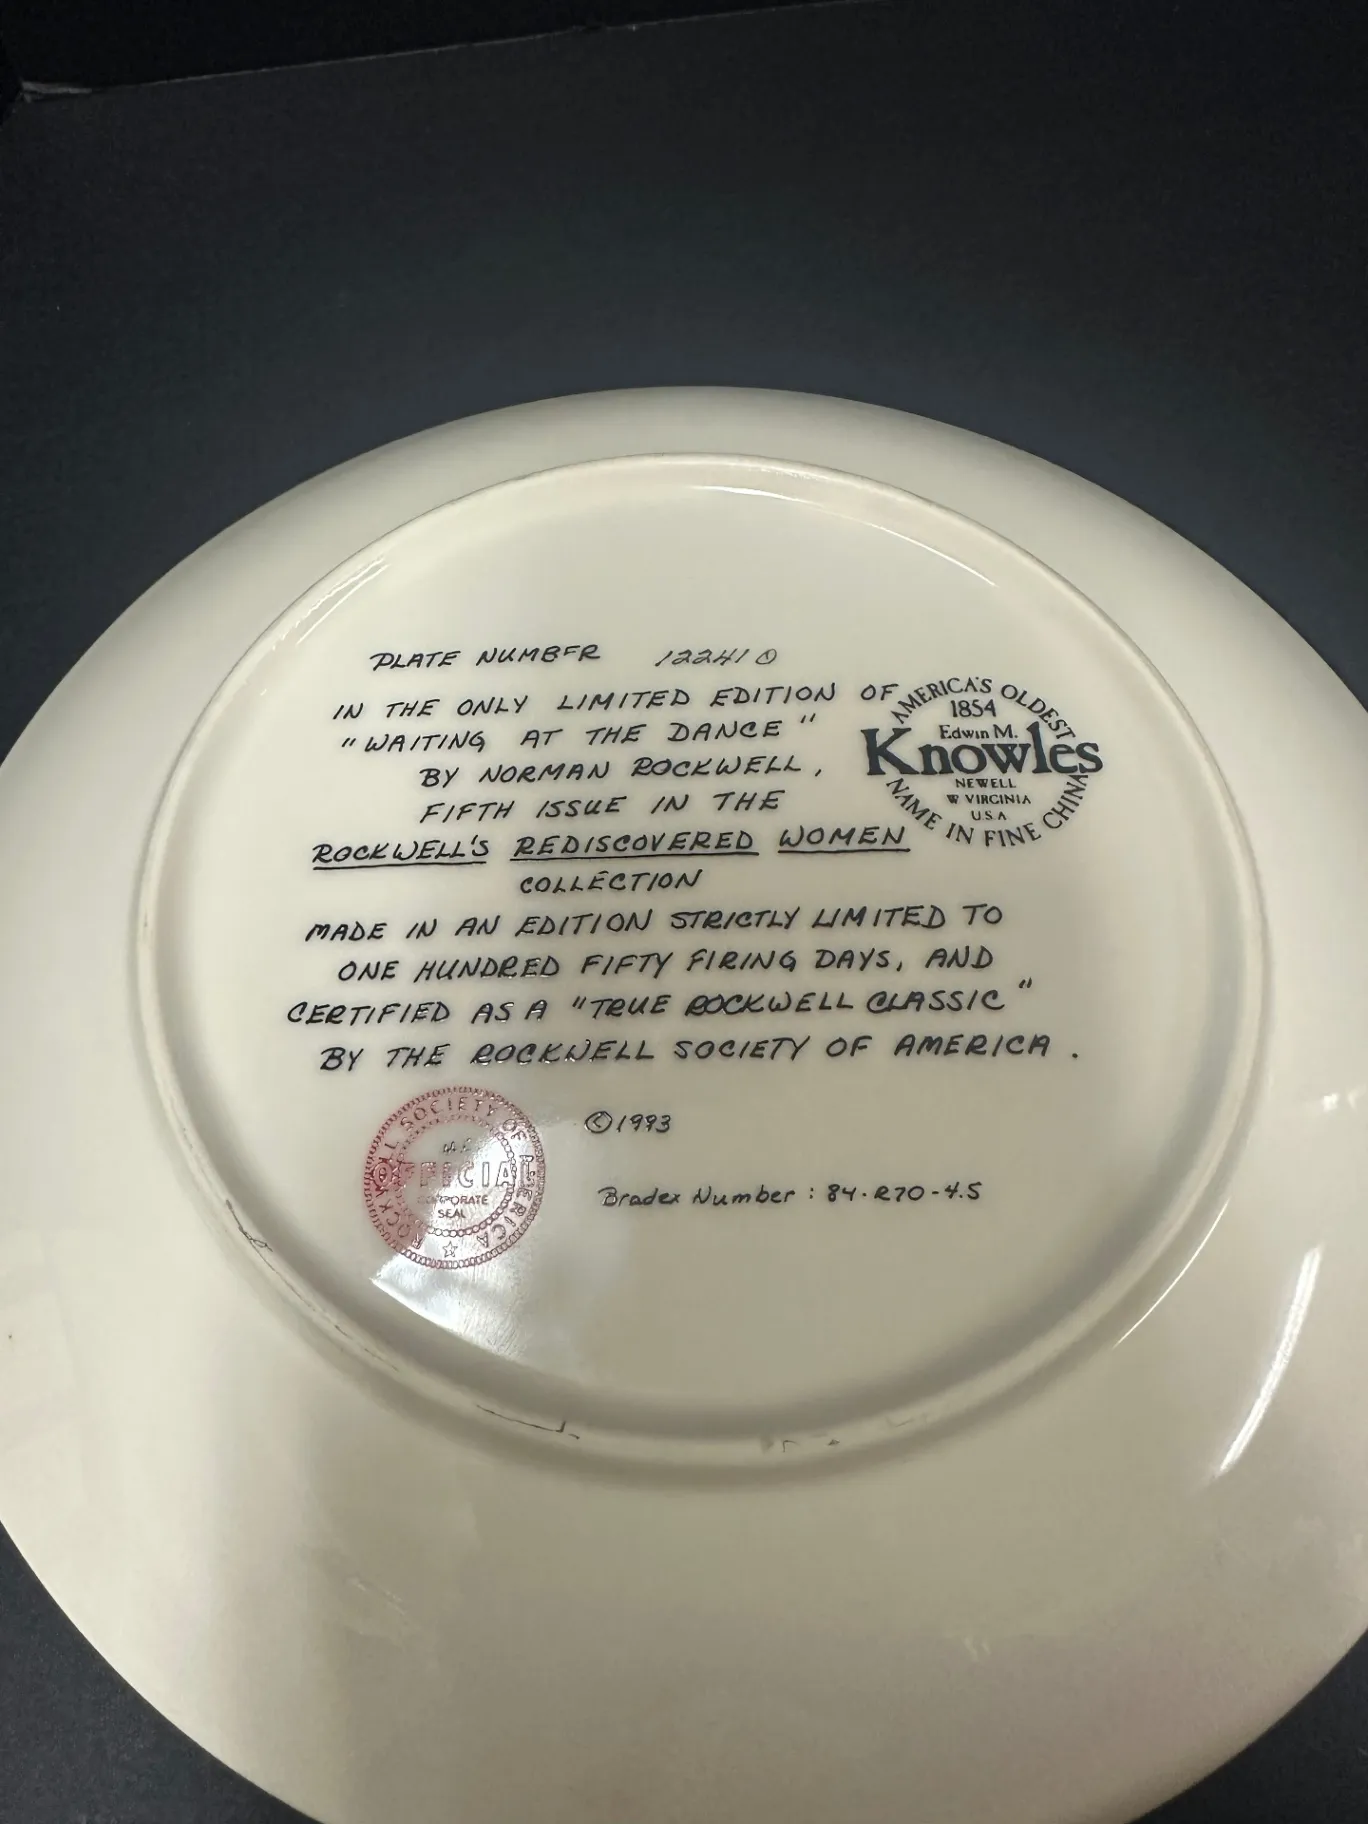 PLATE NUMBER 12241
IN THE ONLY LIMITED EDITION OF
"WAITING AT THE DANCE"
BY NORMAN ROCKWELL,
FIFTH ISSUE IN THE
ROCKWELL'S REDISCOVERED WOMEN
COLLECTION
MADE IN AN EDITION STRICTLY LIMITED TO
ONE HUNDRED FIFTY FIRING DAYS, AND
CERTIFIED AS A "TRUE ROCKWELL CLASSIC"
BY THE ROCKWELL SOCIETY OF AMERICA.
AMERICA'S OLDEST
1854
Edwin M.
Knowles
NEWELL
W VIRGINIA
U.S.A
NAME IN FINE CHINA
ROCKWELL SOCIETY OF AMERICA
OFFICIAL
CORPORATE
SEAL
©1983
Bradex Number: 84-R70-4.5